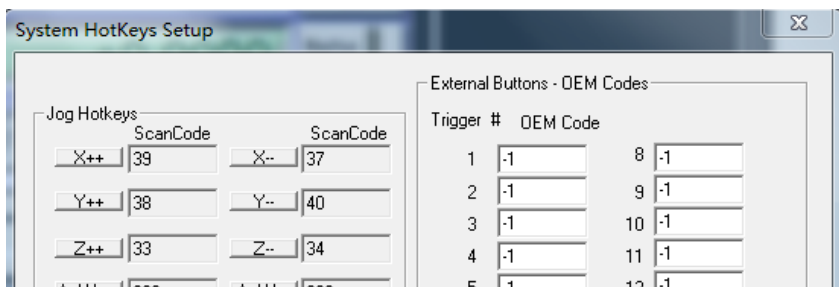 System HotKeys Setup
External Buttons - OEM Codes
Jog Hotkeys
ScanCode ScanCode
Trigger # OEM Code
X++ 39 X-- 37
1 -1 8 -1
Y++ 38 Y-- 40
2 -1 9 -1
3 -1 10 -1
Z++ 33 Z-- 34
4 -1 11 -1